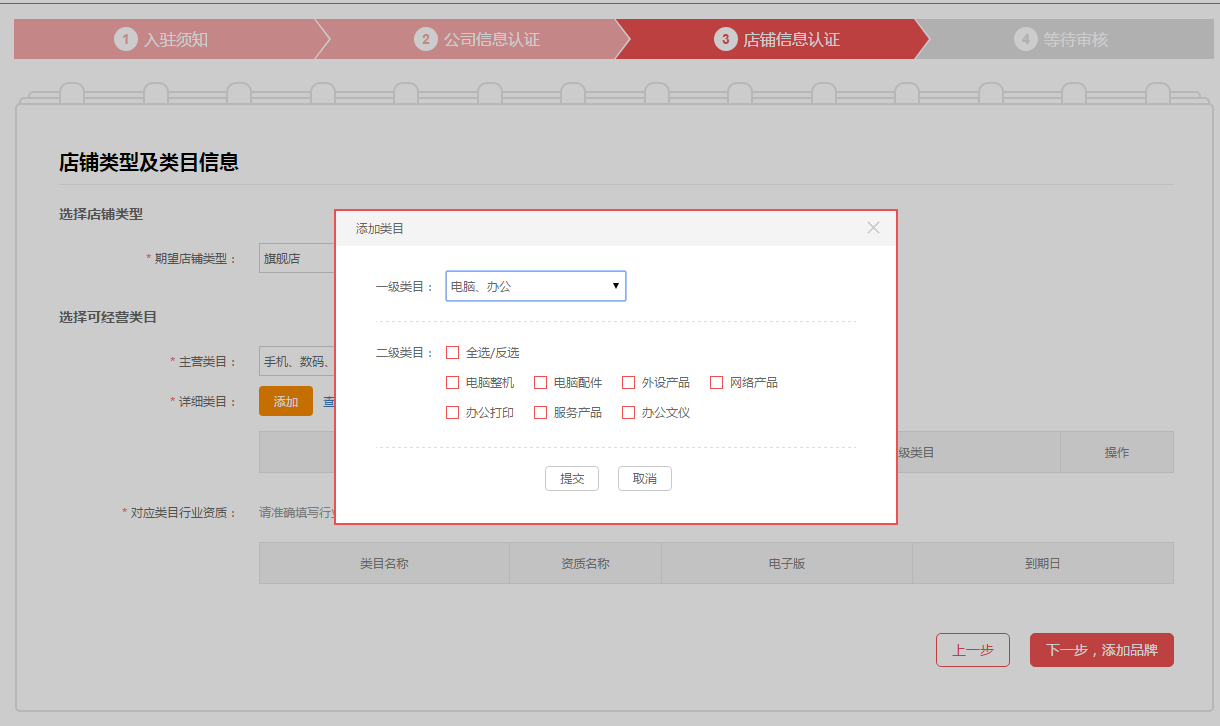 1 入驻须知 2 公司信息认证 3 店铺信息认证 4 等待审核
店铺类型及类目信息
选择店铺类型
* 期望店铺类型： 旗舰店
选择可经营类目
* 主营类目： 手机、数码、
* 详细类目： 添加 查
级类目 操作
* 对应类目行业资质： 请准确填写行业
类目名称 资质名称 电子版 到期日
上一步 下一步，添加品牌
添加类目
一级类目： 电脑、办公
二级类目： 全选/反选
电脑整机 电脑配件 外设产品 网络产品
办公打印 服务产品 办公文仪
提交 取消